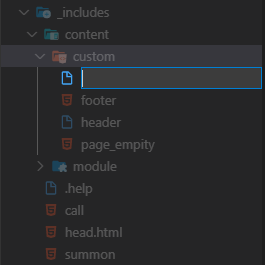 _includes
content
custom
footer
header
page_empity
module
.help
call
head.html
summon